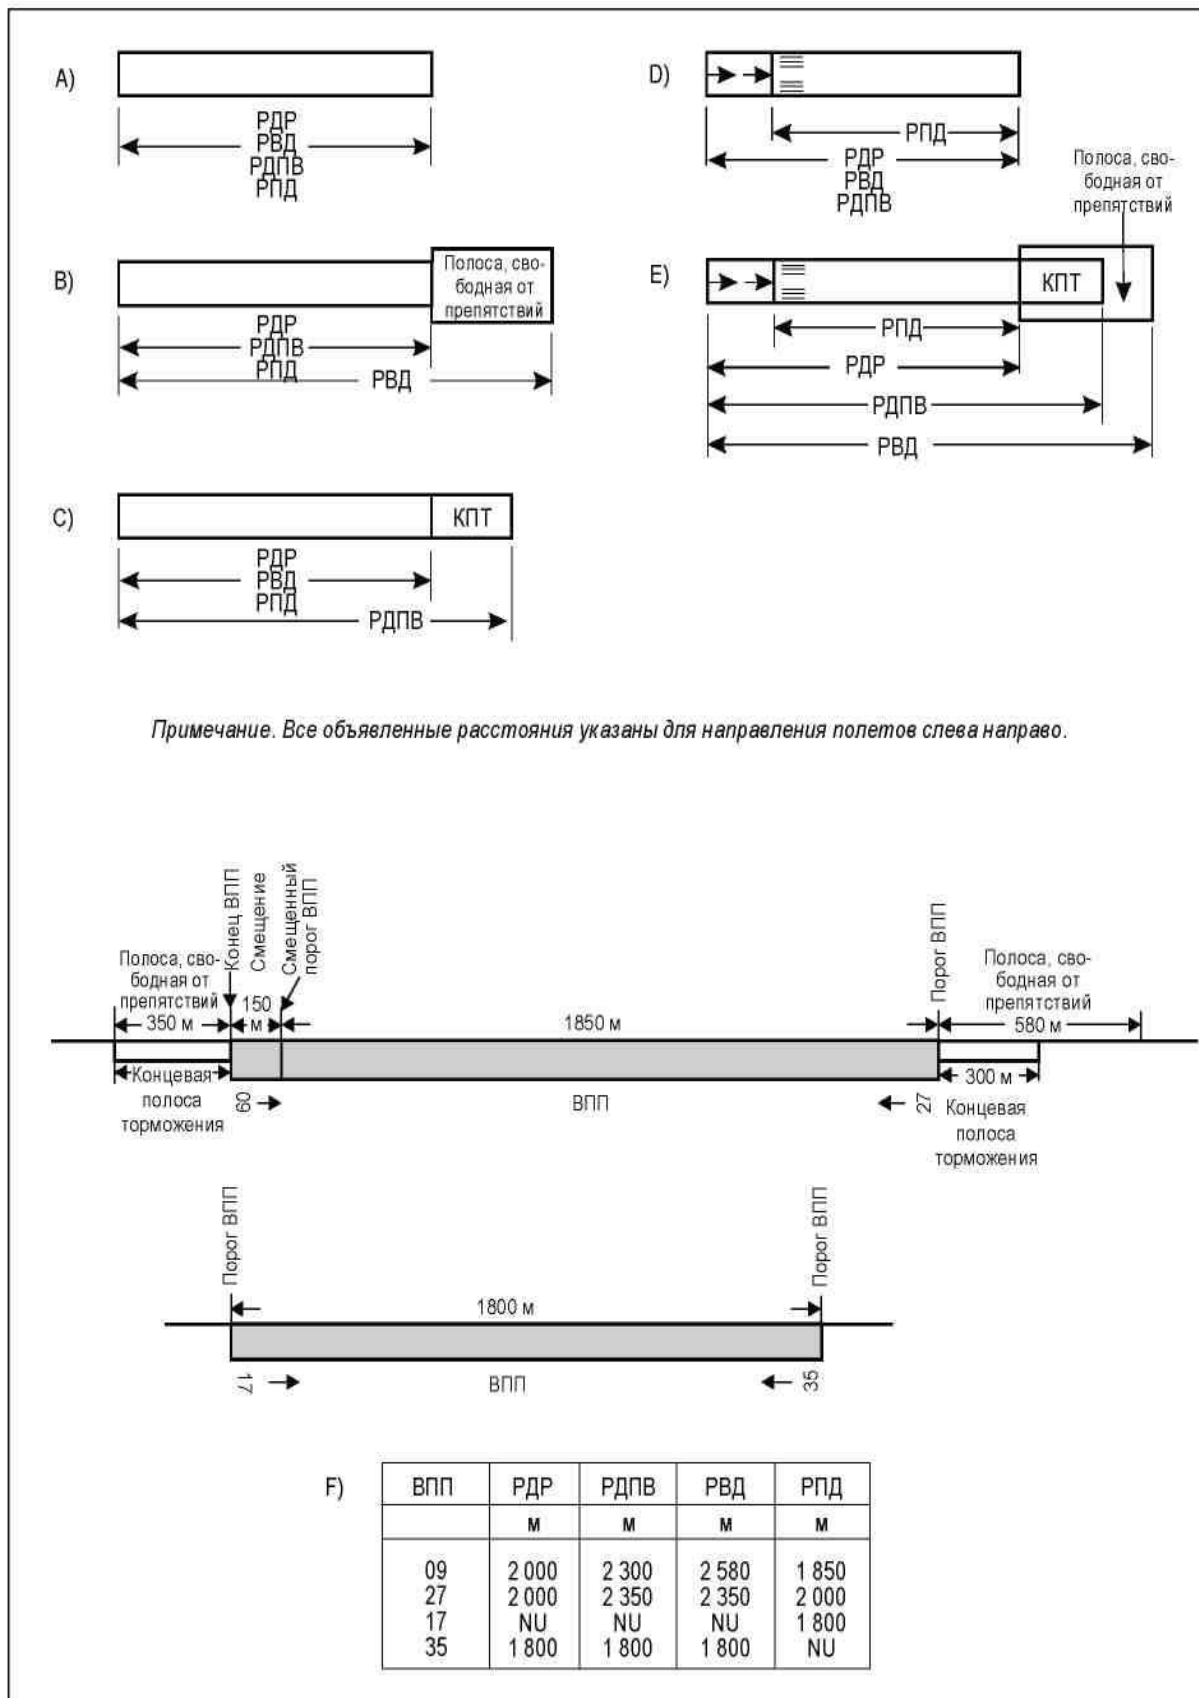 A)
РДР
РВД
РДПВ
РПД
B)
Полоса, сво-
бодная от
препятствий
РДР
РДПВ
РПД
РВД
C)
КПТ
РДР
РВД
РПД
РДПВ
D)
РПД
РДР
РВД
РДПВ
Полоса, сво-
бодная от
препятствий
E)
КПТ
РПД
РДР
РДПВ
РВД
Примечание. Все объявленные расстояния указаны для направления полетов слева направо.
Полоса, сво-
бодная от
препятствий
350 м
Конец ВПП
Смещение
150
м
Смещенный
порог ВПП
1850 м
Порог ВПП
Полоса, сво-
бодная от
препятствий
580 м
Концевая
полоса
торможения
09
ВПП
27
300 м
Концевая
полоса
торможения
Порог ВПП
1800 м
Порог ВПП
17
ВПП
35
F)
ВПП РДР РДПВ РВД РПД
м м м м
09 2 000 2 300 2 580 1 850
27 2 000 2 350 2 350 2 000
17 NU NU NU 1 800
35 1 800 1 800 1 800 NU